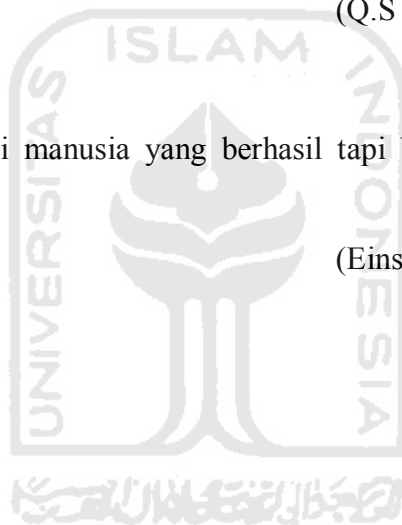 (Q.S
ISLAM
i manusia yang berhasil tapi
(Eins
UNIVERSITAS
INDONESIA